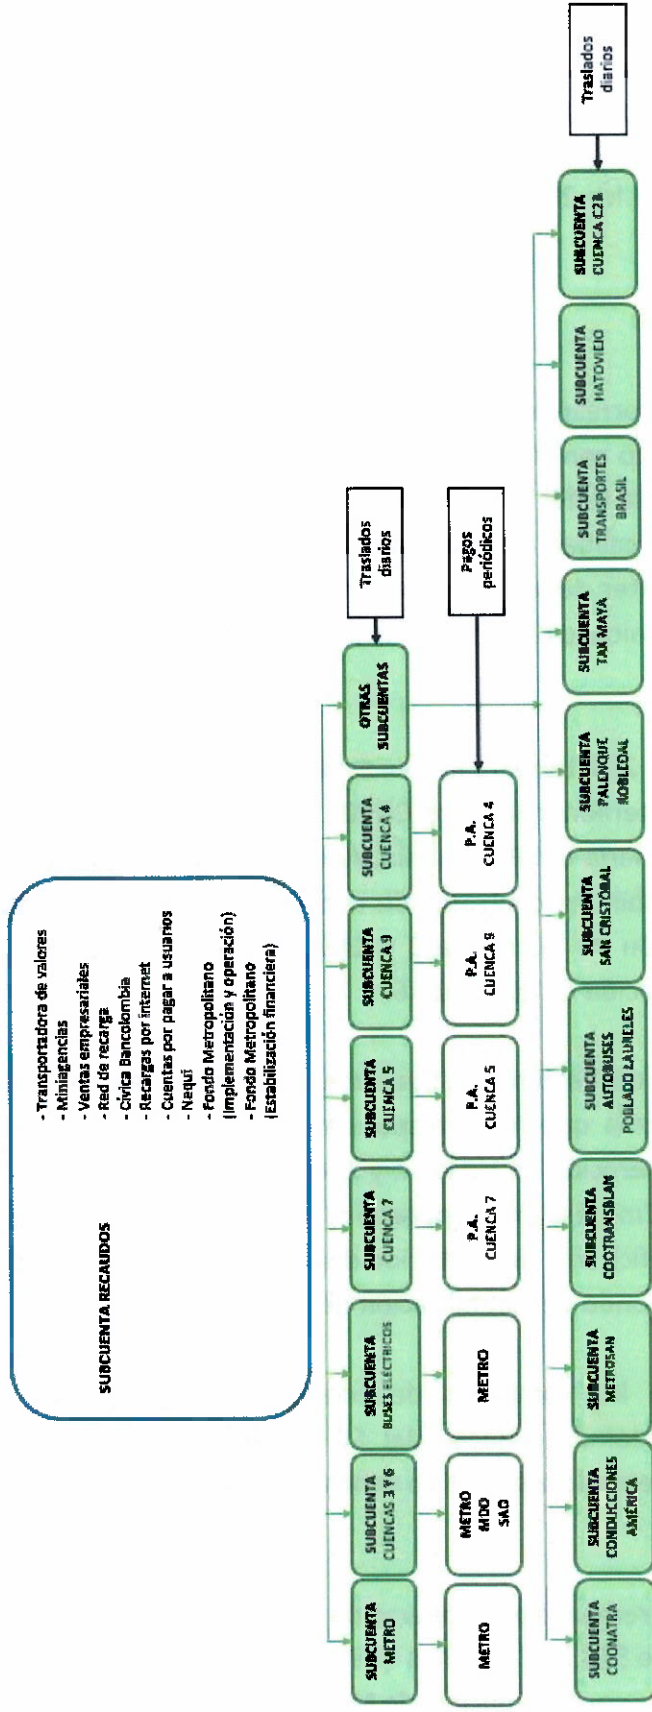 SUBCUENTA RECAUDOS
- Transportadora de valores
- Miniagencias
- Ventas empresariales
- Red de recarga
- Cívica Bancolombia
- Recargas por internet
- Cuentas por pagar a usuarios
- Nequi
- Fondo Metropolitano
(Implementación y operación)
- Fondo Metropolitano
(Estabilización financiera)
SUBCUENTA
METRO
SUBCUENTA
CUENCAS 3 Y 6
SUBCUENTA
BUSES ELÉCTRICOS
SUBCUENTA
CUENCA 7
SUBCUENTA
CUENCA 5
SUBCUENTA
CUENCA 9
SUBCUENTA
CUENCA 4
OTRAS
SUBCUENTAS
Traslados
diarios
METRO
METRO
MDO
SAO
METRO
P.A.
CUENCA 7
P.A.
CUENCA 5
P.A.
CUENCA 9
P.A.
CUENCA 4
Pagos
periódicos
SUBCUENTA
COONATRA
SUBCUENTA
CONDUCCIONES
AMÉRICA
SUBCUENTA
METROSAN
SUBCUENTA
COOTRANSBLAM
SUBCUENTA
AUTOBUSES
POBLADO LAURELES
SUBCUENTA
SAN CRISTÓBAL
SUBCUENTA
PALENQUE
ROBLEDAL
SUBCUENTA
TAX MAYA
SUBCUENTA
TRANSPORTES
BRASIL
SUBCUENTA
HATOVIEJO
SUBCUENTA
CUENCA C2B
Traslados
diarios